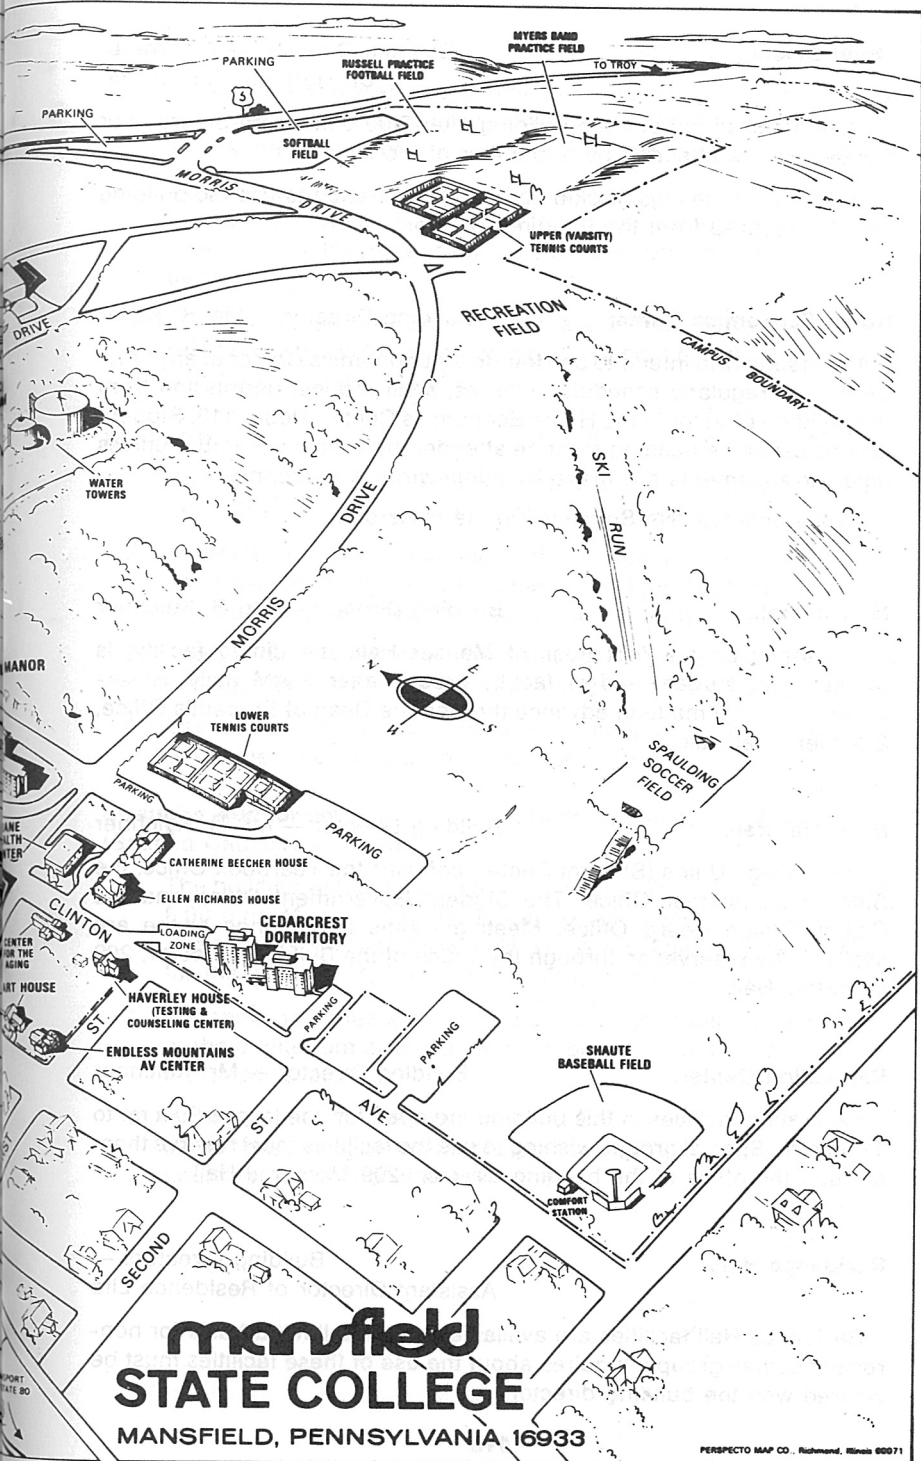 MYERS BAND
PRACTICE FIELD
PARKING
RUSSELL PRACTICE
FOOTBALL FIELD
TO TROY
6
PARKING
SOFTBALL
FIELD
MORRIS
DRIVE
UPPER (VARSITY)
TENNIS COURTS
RECREATION
FIELD
DRIVE
CAMPUS BOUNDARY
SKI
RUN
WATER
TOWERS
DRIVE
MORRIS
MANOR
N
E
W
S
LOWER
TENNIS COURTS
SPAULDING
SOCCER
FIELD
PARKING
PARKING
CATHERINE BEECHER HOUSE
ELLEN RICHARDS HOUSE
CLINTON
ST.
LOADING
ZONE
CEDARCREST
DORMITORY
CENTER
FOR THE
AGING
ART HOUSE
HAVERLEY HOUSE
(TESTING &
COUNSELING CENTER)
PARKING
PARKING
ENDLESS MOUNTAINS
AV CENTER
SHAUTE
BASEBALL FIELD
AVE.
ST.
ST
COMFORT
STATION
SECOND
mansfield
STATE COLLEGE
MANSFIELD, PENNSYLVANIA 16933
PERSPECTO MAP CO., Richmond, Illinois 60071